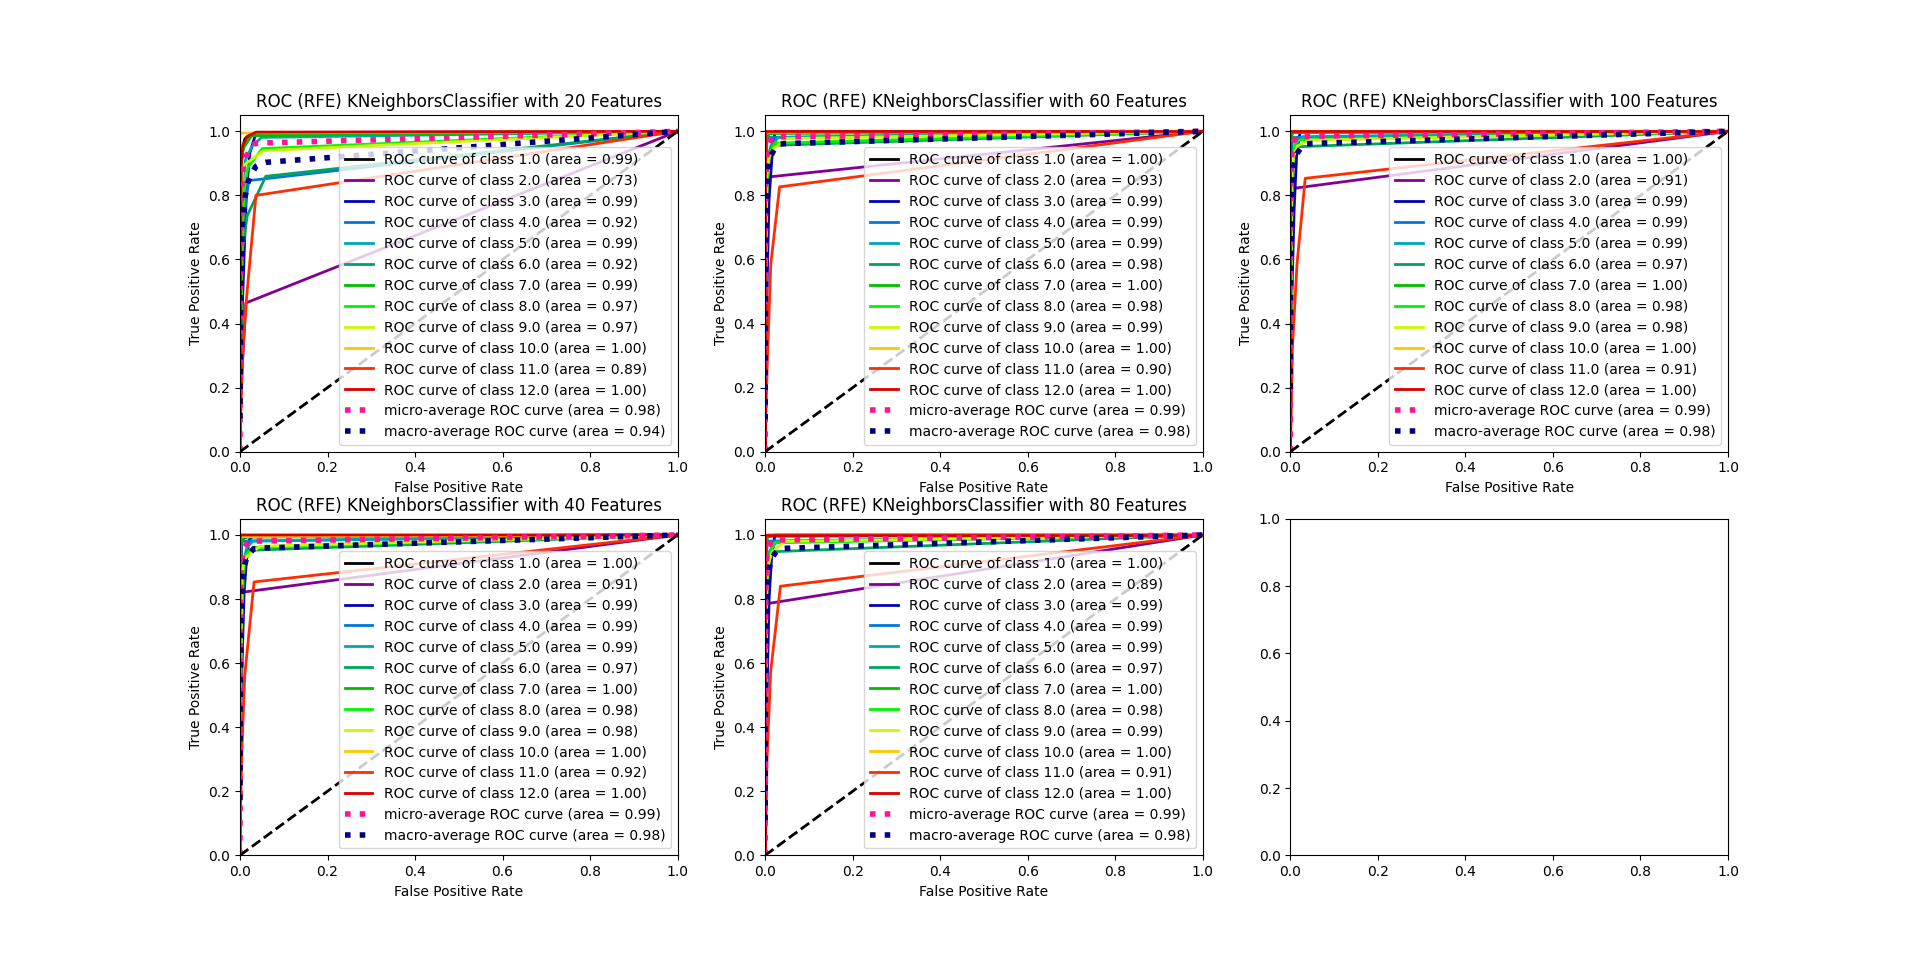 ROC (RFE) KNeighborsClassifier with 20 Features
True Positive Rate
1.0
0.8
0.6
0.4
0.2
0.0
ROC curve of class 1.0 (area = 0.99)
ROC curve of class 2.0 (area = 0.73)
ROC curve of class 3.0 (area = 0.99)
ROC curve of class 4.0 (area = 0.92)
ROC curve of class 5.0 (area = 0.99)
ROC curve of class 6.0 (area = 0.92)
ROC curve of class 7.0 (area = 0.99)
ROC curve of class 8.0 (area = 0.97)
ROC curve of class 9.0 (area = 0.97)
ROC curve of class 10.0 (area = 1.00)
ROC curve of class 11.0 (area = 0.89)
ROC curve of class 12.0 (area = 1.00)
micro-average ROC curve (area = 0.98)
macro-average ROC curve (area = 0.94)
0.0 0.2 0.4 0.6 0.8 1.0
False Positive Rate
ROC (RFE) KNeighborsClassifier with 60 Features
True Positive Rate
1.0
0.8
0.6
0.4
0.2
0.0
ROC curve of class 1.0 (area = 1.00)
ROC curve of class 2.0 (area = 0.93)
ROC curve of class 3.0 (area = 0.99)
ROC curve of class 4.0 (area = 0.99)
ROC curve of class 5.0 (area = 0.99)
ROC curve of class 6.0 (area = 0.98)
ROC curve of class 7.0 (area = 1.00)
ROC curve of class 8.0 (area = 0.98)
ROC curve of class 9.0 (area = 0.99)
ROC curve of class 10.0 (area = 1.00)
ROC curve of class 11.0 (area = 0.90)
ROC curve of class 12.0 (area = 1.00)
micro-average ROC curve (area = 0.99)
macro-average ROC curve (area = 0.98)
0.0 0.2 0.4 0.6 0.8 1.0
False Positive Rate
ROC (RFE) KNeighborsClassifier with 100 Features
True Positive Rate
1.0
0.8
0.6
0.4
0.2
0.0
ROC curve of class 1.0 (area = 1.00)
ROC curve of class 2.0 (area = 0.91)
ROC curve of class 3.0 (area = 0.99)
ROC curve of class 4.0 (area = 0.99)
ROC curve of class 5.0 (area = 0.99)
ROC curve of class 6.0 (area = 0.97)
ROC curve of class 7.0 (area = 1.00)
ROC curve of class 8.0 (area = 0.98)
ROC curve of class 9.0 (area = 0.98)
ROC curve of class 10.0 (area = 1.00)
ROC curve of class 11.0 (area = 0.91)
ROC curve of class 12.0 (area = 1.00)
micro-average ROC curve (area = 0.99)
macro-average ROC curve (area = 0.98)
0.0 0.2 0.4 0.6 0.8 1.0
False Positive Rate
ROC (RFE) KNeighborsClassifier with 40 Features
True Positive Rate
1.0
0.8
0.6
0.4
0.2
0.0
ROC curve of class 1.0 (area = 1.00)
ROC curve of class 2.0 (area = 0.91)
ROC curve of class 3.0 (area = 0.99)
ROC curve of class 4.0 (area = 0.99)
ROC curve of class 5.0 (area = 0.99)
ROC curve of class 6.0 (area = 0.97)
ROC curve of class 7.0 (area = 1.00)
ROC curve of class 8.0 (area = 0.98)
ROC curve of class 9.0 (area = 0.98)
ROC curve of class 10.0 (area = 1.00)
ROC curve of class 11.0 (area = 0.92)
ROC curve of class 12.0 (area = 1.00)
micro-average ROC curve (area = 0.99)
macro-average ROC curve (area = 0.98)
0.0 0.2 0.4 0.6 0.8 1.0
False Positive Rate
ROC (RFE) KNeighborsClassifier with 80 Features
True Positive Rate
1.0
0.8
0.6
0.4
0.2
0.0
ROC curve of class 1.0 (area = 1.00)
ROC curve of class 2.0 (area = 0.89)
ROC curve of class 3.0 (area = 0.99)
ROC curve of class 4.0 (area = 0.99)
ROC curve of class 5.0 (area = 0.99)
ROC curve of class 6.0 (area = 0.97)
ROC curve of class 7.0 (area = 1.00)
ROC curve of class 8.0 (area = 0.98)
ROC curve of class 9.0 (area = 0.99)
ROC curve of class 10.0 (area = 1.00)
ROC curve of class 11.0 (area = 0.91)
ROC curve of class 12.0 (area = 1.00)
micro-average ROC curve (area = 0.99)
macro-average ROC curve (area = 0.98)
0.0 0.2 0.4 0.6 0.8 1.0
False Positive Rate
1.0
0.8
0.6
0.4
0.2
0.0
0.0 0.2 0.4 0.6 0.8 1.0